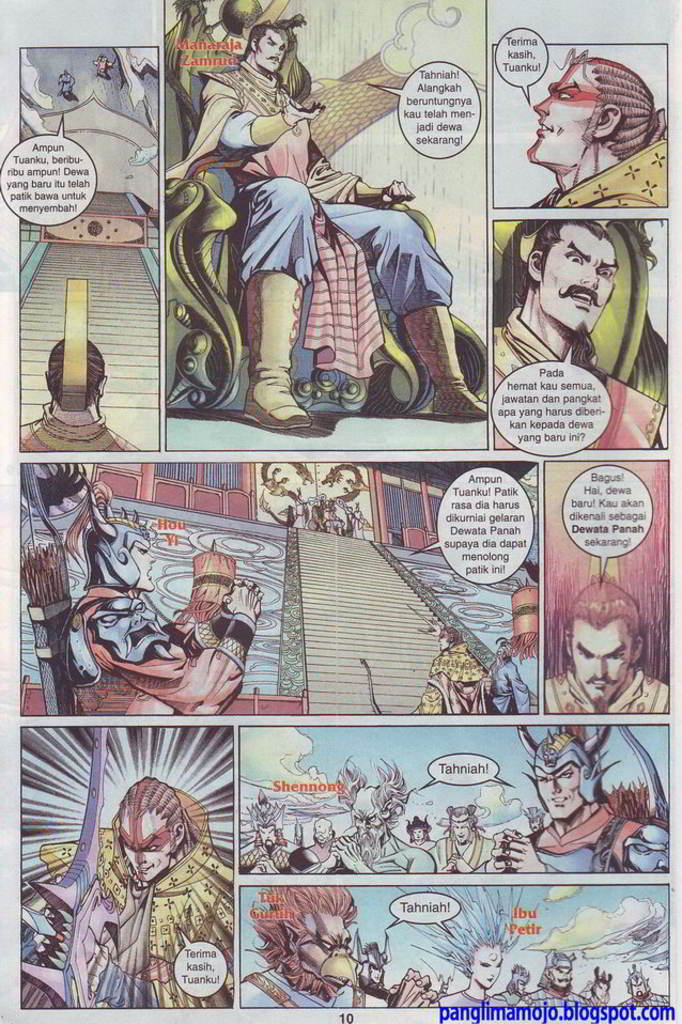 Ampun
Tuanku, beribu-
ribu ampun! Dewa
yang baru itu telah
patik bawa untuk
menyembah!
Maharaja
Zamrud
Tahniah!
Alangkah
beruntungnya
kau telah men-
jadi dewa
sekarang!
Terima
kasih,
Tuanku!
Pada
hemat kau semua,
jawatan dan pangkat
apa yang harus diberi-
kan kepada dewa
yang baru ini?
Hou
Yi
Ampun
Tuanku! Patik
rasa dia harus
dikurniai gelaran
Dewata Panah
supaya dia dapat
menolong
patik ini!
Bagus!
Hai, dewa
baru! Kau akan
dikenali sebagai
Dewata Panah
sekarang!
Terima
kasih,
Tuanku!
Shennong
Tahniah!
Tuk
Guruh
Tahniah!
Ibu
Petir
10
panglimamojo.blogspot.com